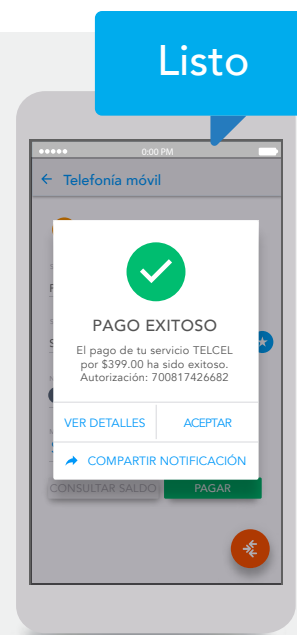 Listo
0:00 PM
Telefonía móvil
PAGO EXITOSO
El pago de tu servicio TELCEL
por $399.00 ha sido exitoso.
Autorización: 700817426682
VER DETALLES
ACEPTAR
COMPARTIR NOTIFICACIÓN
CONSULTAR SALDO
PAGAR